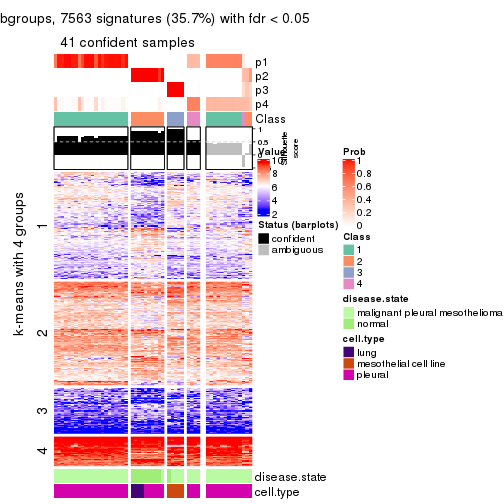 bgroups, 7563 signatures (35.7%) with fdr < 0.05
41 confident samples
p1
p2
p3
p4
Class
1
0.5
0
Silhouette
score
Value
10
8
6
4
2
Prob
1
0.8
0.6
0.4
0.2
0
Status (barplots)
confident
ambiguous
Class
1
2
3
4
disease.state
malignant pleural mesothelioma
normal
cell.type
lung
mesothelial cell line
pleural
k-means with 4 groups
1
2
3
4
disease.state
cell.type